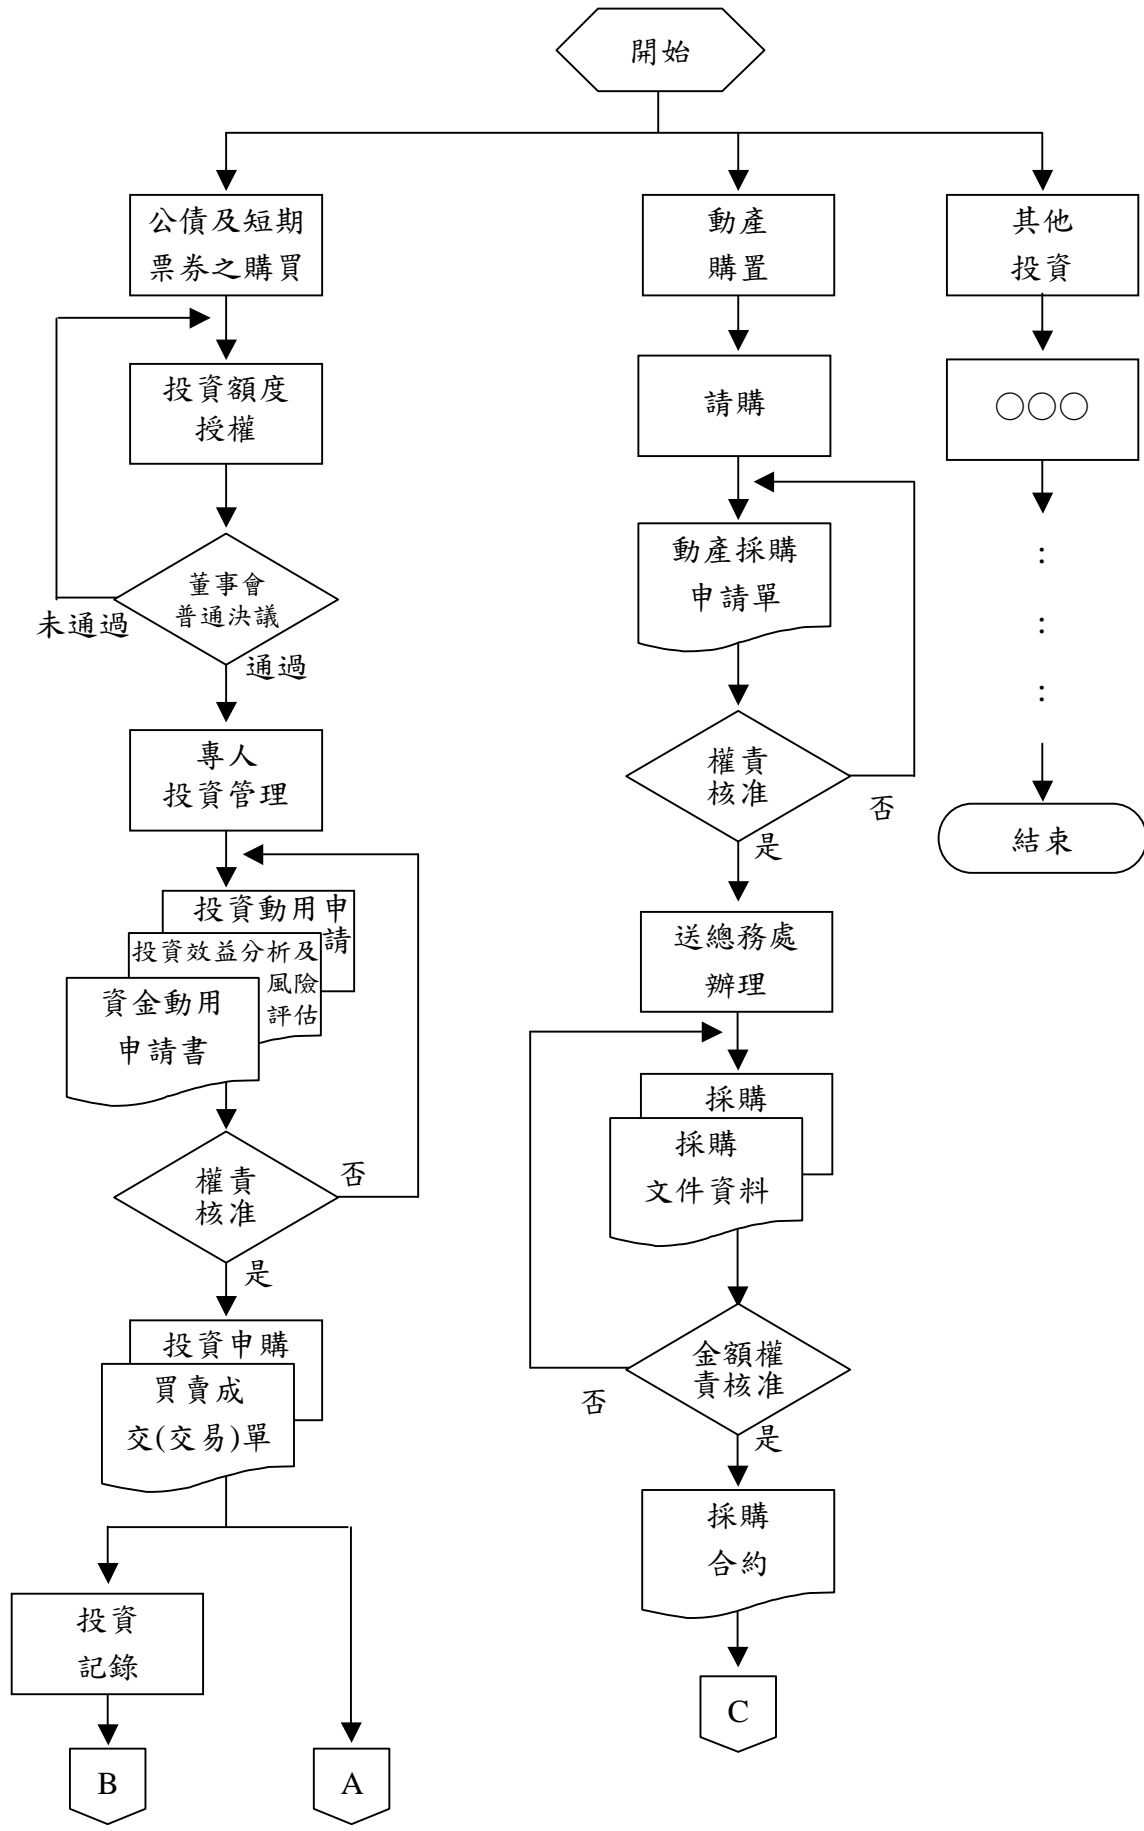 開始
公債及短期
票券之購買
投資額度
授權
董事會
普通決議
未通過
通過
專人
投資管理
投資動用申
請
投資效益分析及
風險
評估
資金動用
申請書
權責
核准
否
是
投資申購
買賣成
交(交易)單
投資
記錄
B
A
動產
購置
請購
動產採購
申請單
權責
核准
否
是
送總務處
辦理
採購
採購
文件資料
金額權
責核准
否
是
採購
合約
C
其他
投資
○○○
:
:
:
結束